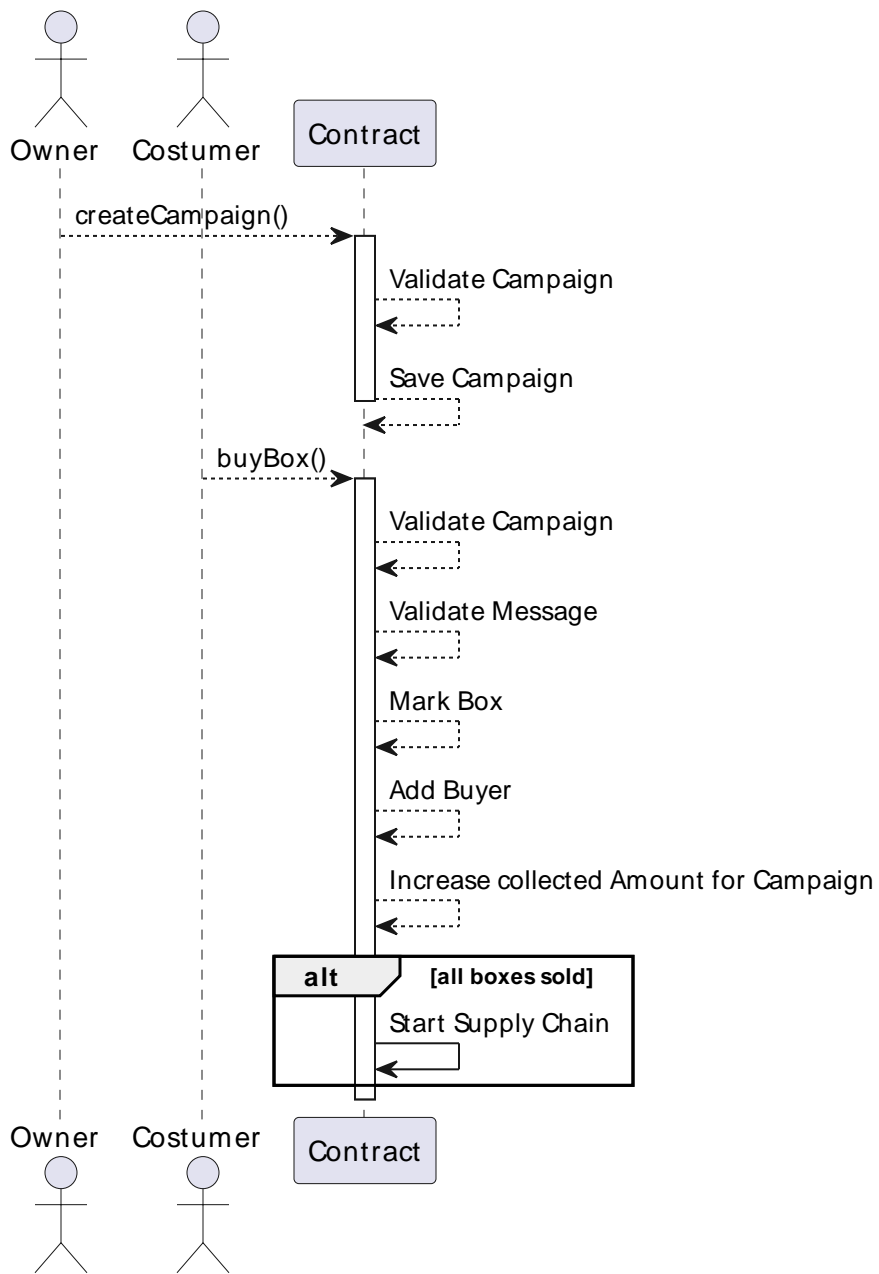 Owner
Costumer
Contract
createCampaign()
Validate Campaign
Save Campaign
buyBox()
Validate Campaign
Validate Message
Mark Box
Add Buyer
Increase collected Amount for Campaign
alt [all boxes sold]
Start Supply Chain
Owner
Costumer
Contract